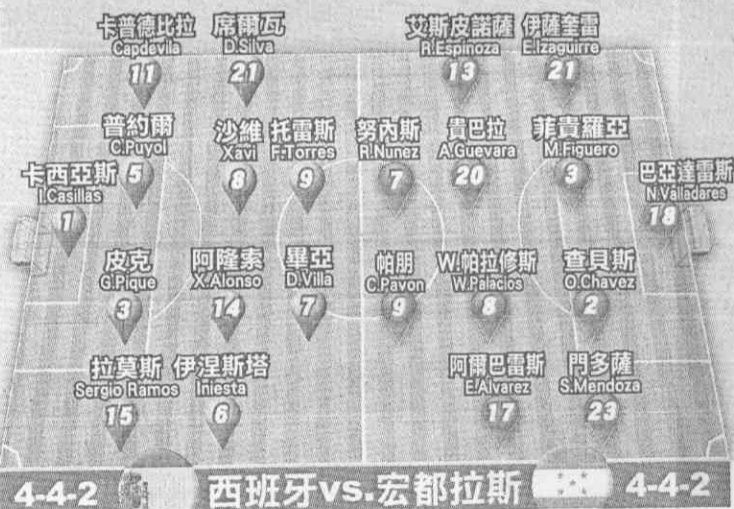 卡普德比拉
Capdevila
11
席爾瓦
D.Silva
21
艾斯皮諾薩
R.Espinoza
13
伊薩奎雷
E.Izaguirre
21
普約爾
C.Puyol
5
沙維
Xavi
8
托雷斯
F.Torres
9
努內斯
R.Nunez
7
貴巴拉
A.Guevara
20
菲貴羅亞
M.Figuero
3
卡西亞斯
I.Casillas
1
巴亞達雷斯
N.Valladares
18
皮克
G.Pique
3
阿隆索
X.Alonso
14
畢亞
D.Villa
7
帕朋
C.Pavon
9
W.帕拉修斯
W.Palacios
8
查貝斯
O.Chavez
2
拉莫斯
Sergio Ramos
15
伊涅斯塔
Iniesta
6
阿爾巴雷斯
E.Alvarez
17
門多薩
S.Mendoza
23
4-4-2 西班牙vs.宏都拉斯 4-4-2